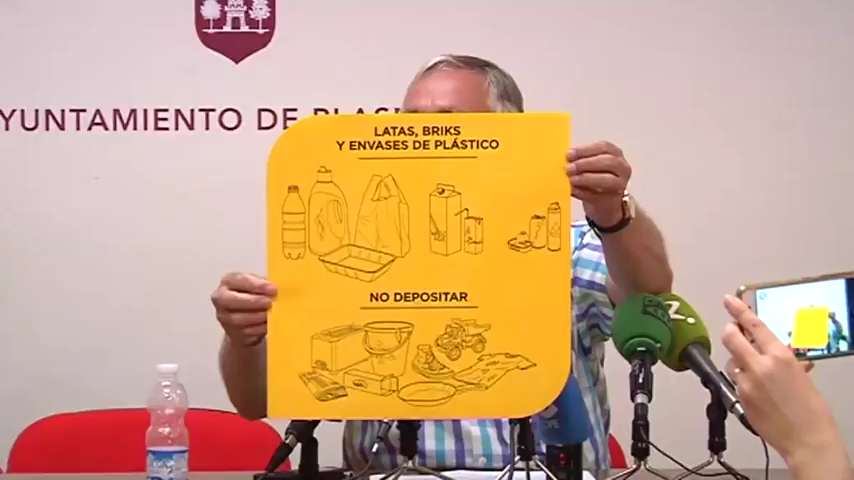 YUNTAMIENTO DE PLAS
LATAS, BRIKS
Y ENVASES DE PLÁSTICO
NO DEPOSITAR